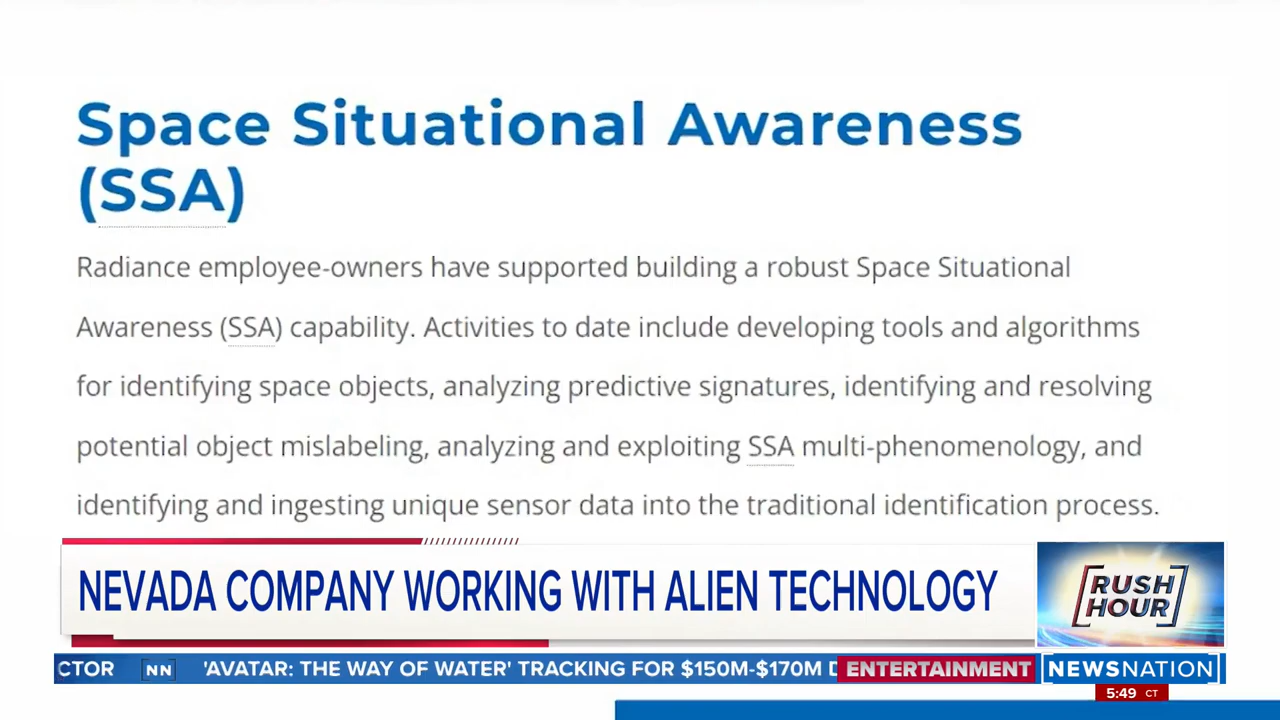 Space Situational Awareness
(SSA)
Radiance employee-owners have supported building a robust Space Situational
Awareness (SSA) capability. Activities to date include developing tools and algorithms
for identifying space objects, analyzing predictive signatures, identifying and resolving
potential object mislabeling, analyzing and exploiting SSA multi-phenomenology, and
identifying and ingesting unique sensor data into the traditional identification process.
NEVADA COMPANY WORKING WITH ALIEN TECHNOLOGY
[RUSH
HOUR]
CTOR NN 'AVATAR: THE WAY OF WATER' TRACKING FOR $150M-$170M ENTERTAINMENT NEWSNATION
5:49 CT